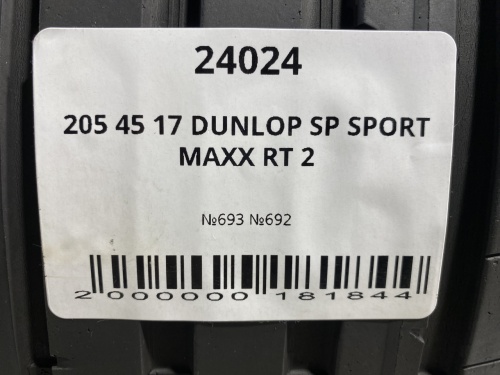 24024
205 45 17 DUNLOP SP SPORT
MAXX RT 2
№693 №692
2 000000 181844